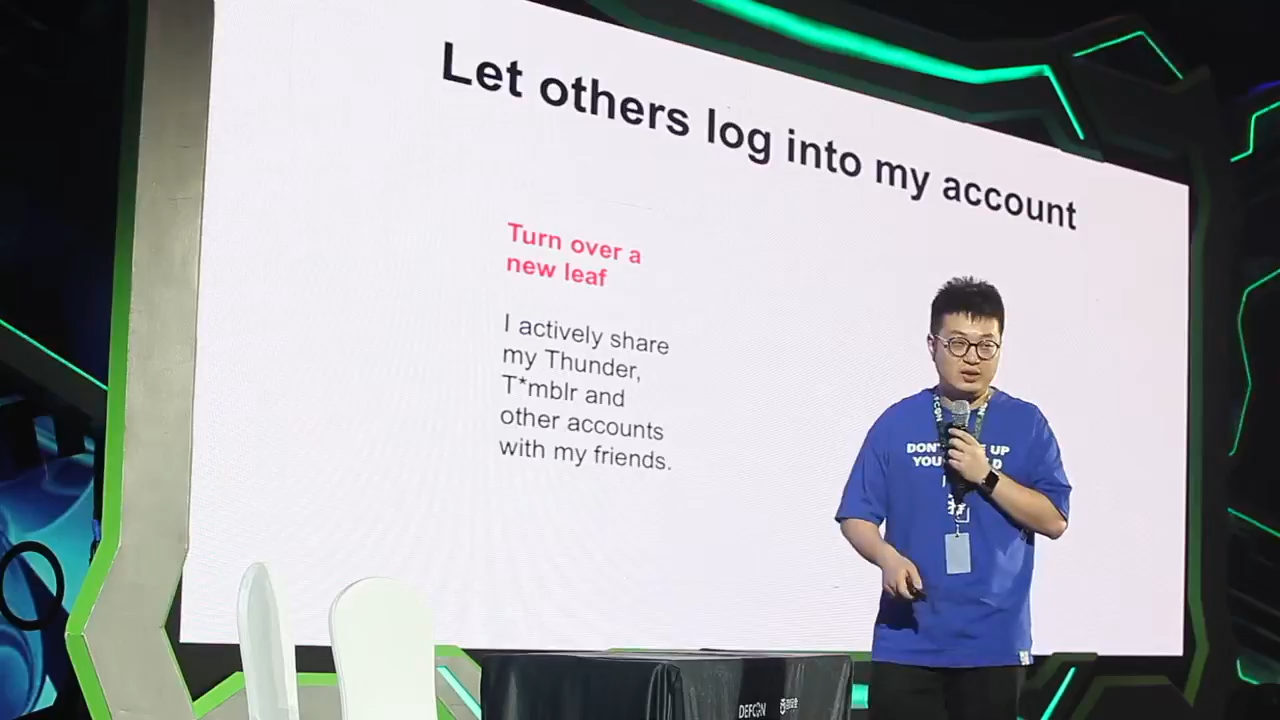 Let others log into my account
Turn over a
new leaf
I actively share
my Thunder,
T*mblr and
other accounts
with my friends.
UP
DEFCON